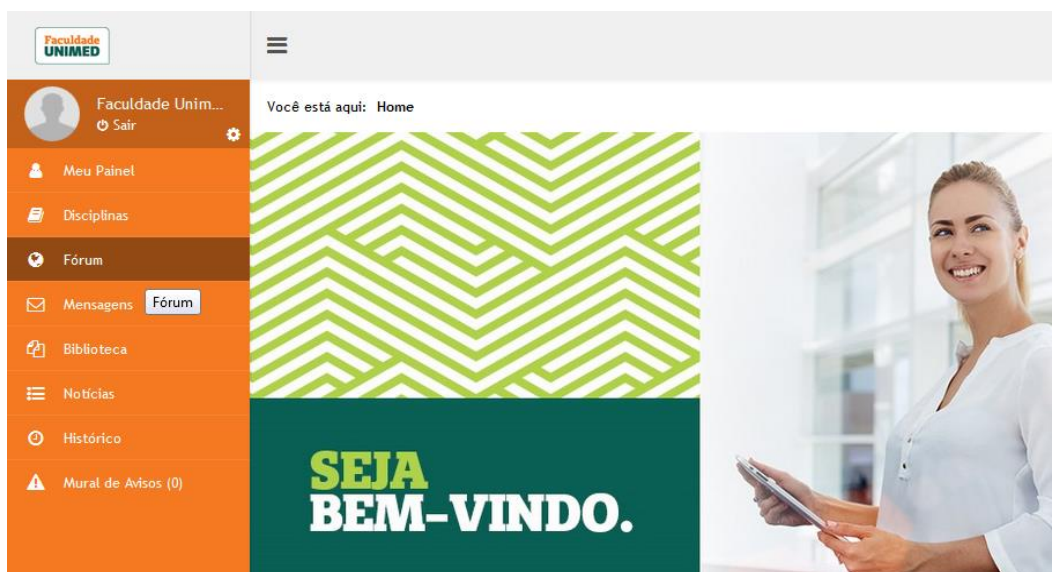 Faculdade
UNIMED
Faculdade Unim...
Sair
Você está aqui: Home
Meu Painel
Disciplinas
Fórum
Mensagens
Fórum
Biblioteca
Notícias
Histórico
Mural de Avisos (0)
SEJA
BEM-VINDO.